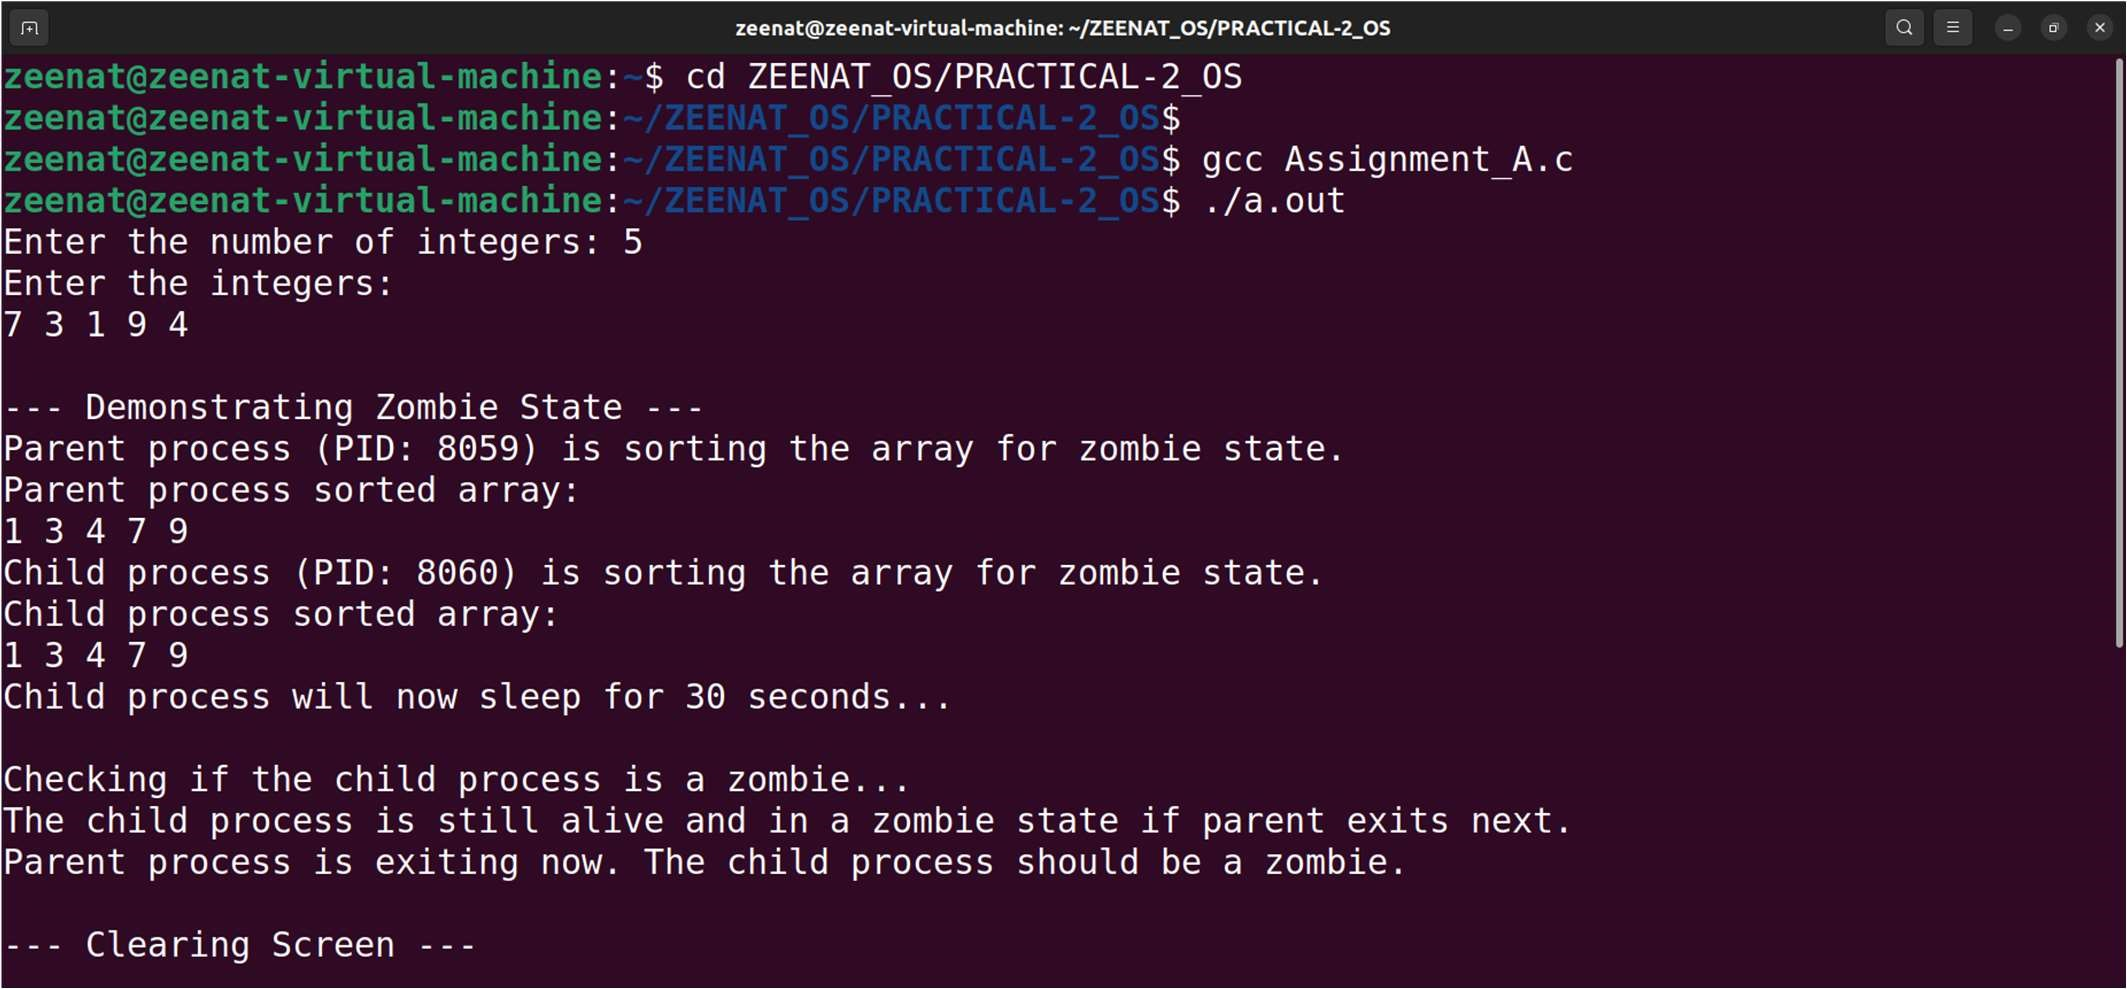 zeenat@zeenat-virtual-machine: ~/ZEENAT_OS/PRACTICAL-2_OS
zeenat@zeenat-virtual-machine:~$ cd ZEENAT_OS/PRACTICAL-2_OS
zeenat@zeenat-virtual-machine:~/ZEENAT_OS/PRACTICAL-2_OS$
zeenat@zeenat-virtual-machine:~/ZEENAT_OS/PRACTICAL-2_OS$ gcc Assignment_A.c
zeenat@zeenat-virtual-machine:~/ZEENAT_OS/PRACTICAL-2_OS$ ./a.out
Enter the number of integers: 5
Enter the integers:
7 3 1 9 4
--- Demonstrating Zombie State ---
Parent process (PID: 8059) is sorting the array for zombie state.
Parent process sorted array:
1 3 4 7 9
Child process (PID: 8060) is sorting the array for zombie state.
Child process sorted array:
1 3 4 7 9
Child process will now sleep for 30 seconds...
Checking if the child process is a zombie...
The child process is still alive and in a zombie state if parent exits next.
Parent process is exiting now. The child process should be a zombie.
--- Clearing Screen ---